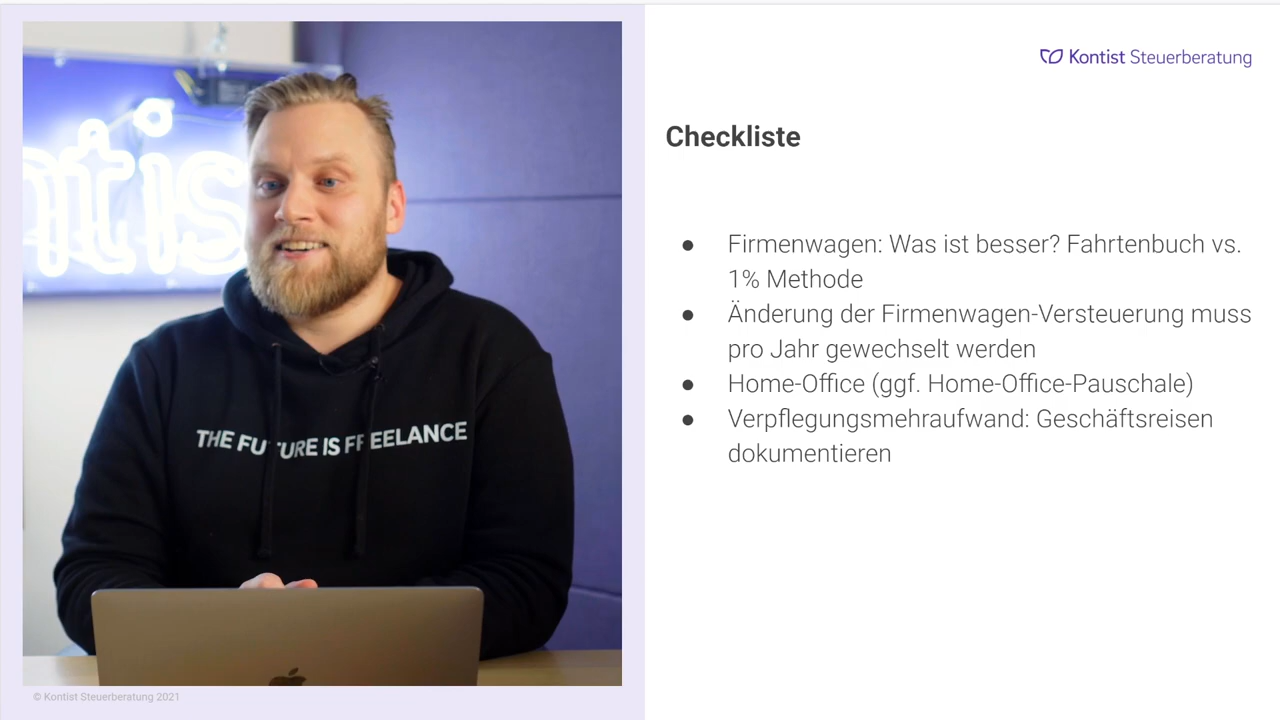 Kontist Steuerberatung
Checkliste
● Firmenwagen: Was ist besser? Fahrtenbuch vs.
1% Methode
● Änderung der Firmenwagen-Versteuerung muss
pro Jahr gewechselt werden
● Home-Office (ggf. Home-Office-Pauschale)
● Verpflegungsmehraufwand: Geschäftsreisen
dokumentieren
ntis
THE FUTURE IS FREELANCE
© Kontist Steuerberatung 2021